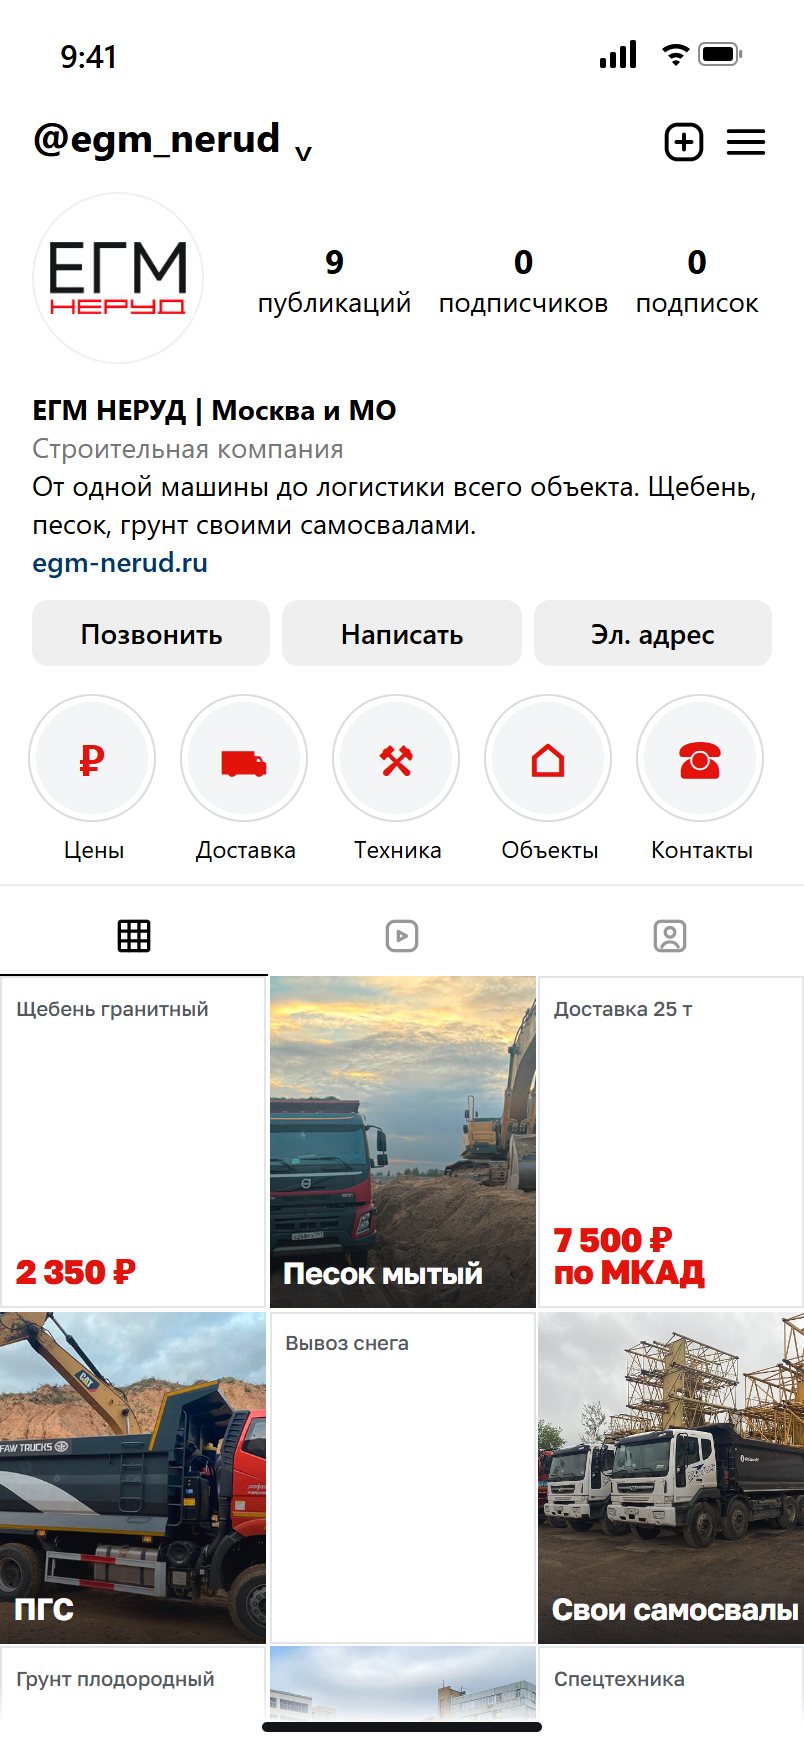 9:41
@egm_nerud
ЕГМ
НЕРУД
9
публикаций
0
подписчиков
0
подписок
ЕГМ НЕРУД | Москва и МО
Строительная компания
От одной машины до логистики всего объекта. Щебень,
песок, грунт своими самосвалами.
egm-nerud.ru
Позвонить
Написать
Эл. адрес
₽
Цены
Доставка
Техника
Объекты
Контакты
Щебень гранитный
2 350 ₽
Песок мытый
Доставка 25 т
7 500 ₽
по МКАД
CAT
FAW TRUCKS
ПГС
Вывоз снега
Свои самосвалы
Грунт плодородный
Спецтехника